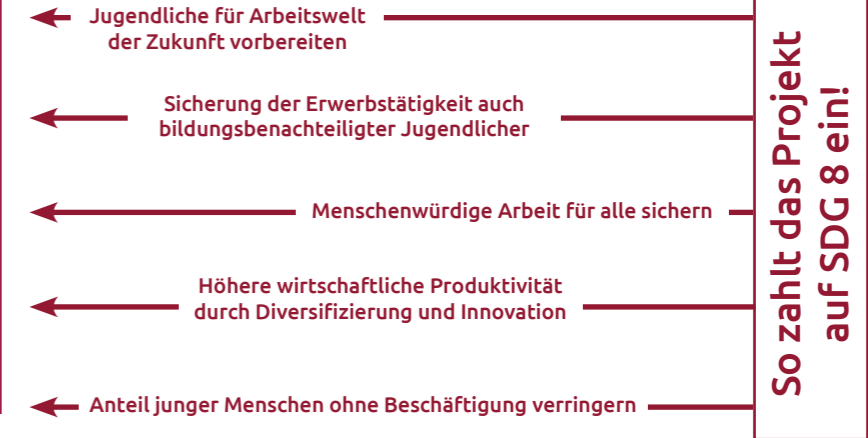 Jugendliche für Arbeitswelt
der Zukunft vorbereiten
Sicherung der Erwerbstätigkeit auch
bildungsbenachteiligter Jugendlicher
Menschenwürdige Arbeit für alle sichern
Höhere wirtschaftliche Produktivität
durch Diversifizierung und Innovation
Anteil junger Menschen ohne Beschäftigung verringern
So zahlt das Projekt
auf SDG 8 ein!